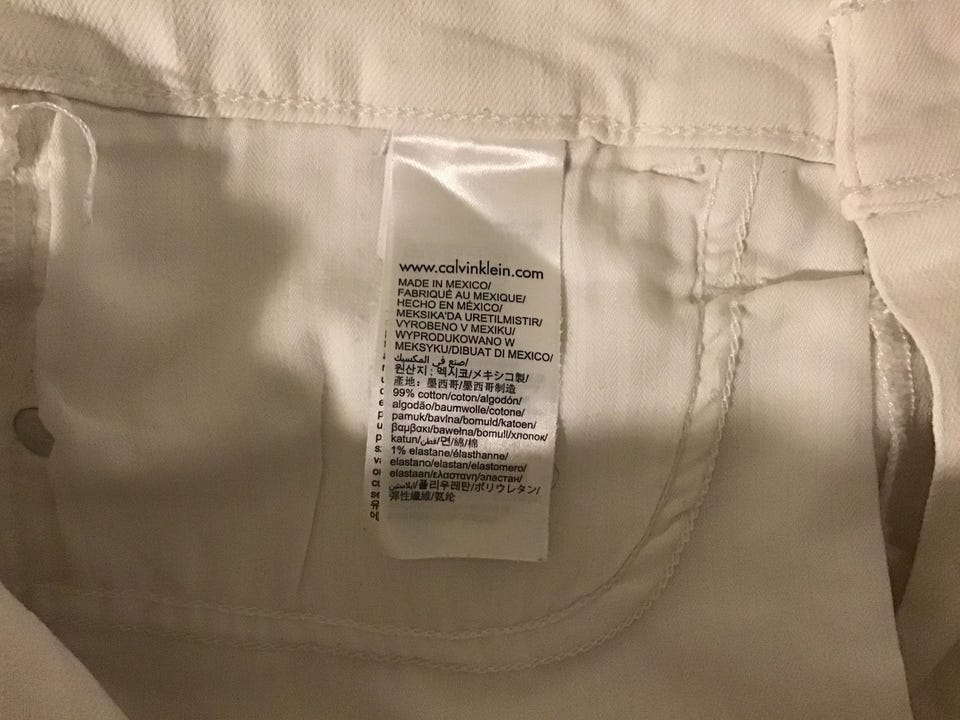 www.calvinklein.com
MADE IN MEXICO/
FABRIQUÉ AU MEXIQUE/
HECHO EN MÉXICO/
MEKSIKA'DA URETILMISTIR/
VYROBENO V MEXIKU/
WYPRODUKOWANO W
MEKSYKU/DIBUAT DI MEXICO/
صنع في المكسيك/
원산지 : 멕시코/メキシコ製/
產地：墨西哥/墨西哥制造
99% cotton/coton/algodón/
algodão/baumwolle/cotone/
pamuk/bavlna/bomuld/katoen/
βαμβακι/bawełna/bomull/хлопок/
katun/قطن/면/綿/棉
1% elastane/élasthanne/
elastano/elastan/elastomero/
elastaan/ελαστανη/эластан/
/폴리우레탄/ポリウレタン/
弾性纖維/氨纶